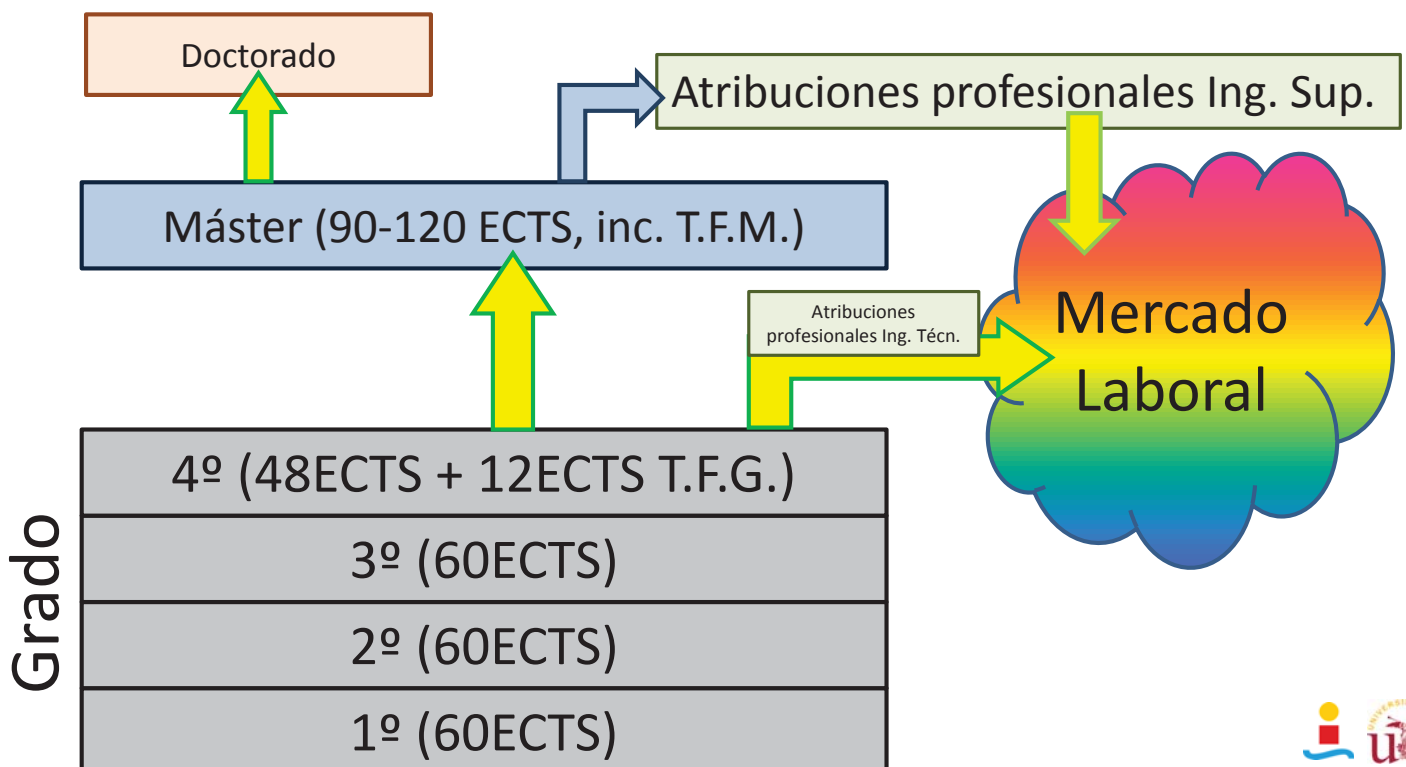 Doctorado
Atribuciones profesionales Ing. Sup.
Máster (90-120 ECTS, inc. T.F.M.)
Atribuciones
profesionales Ing. Técn.
Mercado
Laboral
Grado
4º (48ECTS + 12ECTS T.F.G.)
3º (60ECTS)
2º (60ECTS)
1º (60ECTS)